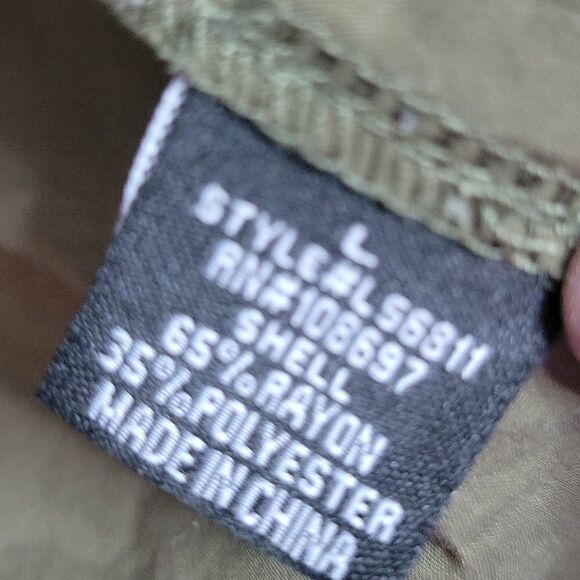 L
STYLE#LS6811
RN#108697
SHELL
65%RAYON
35%POLYESTER
MADE IN CHINA